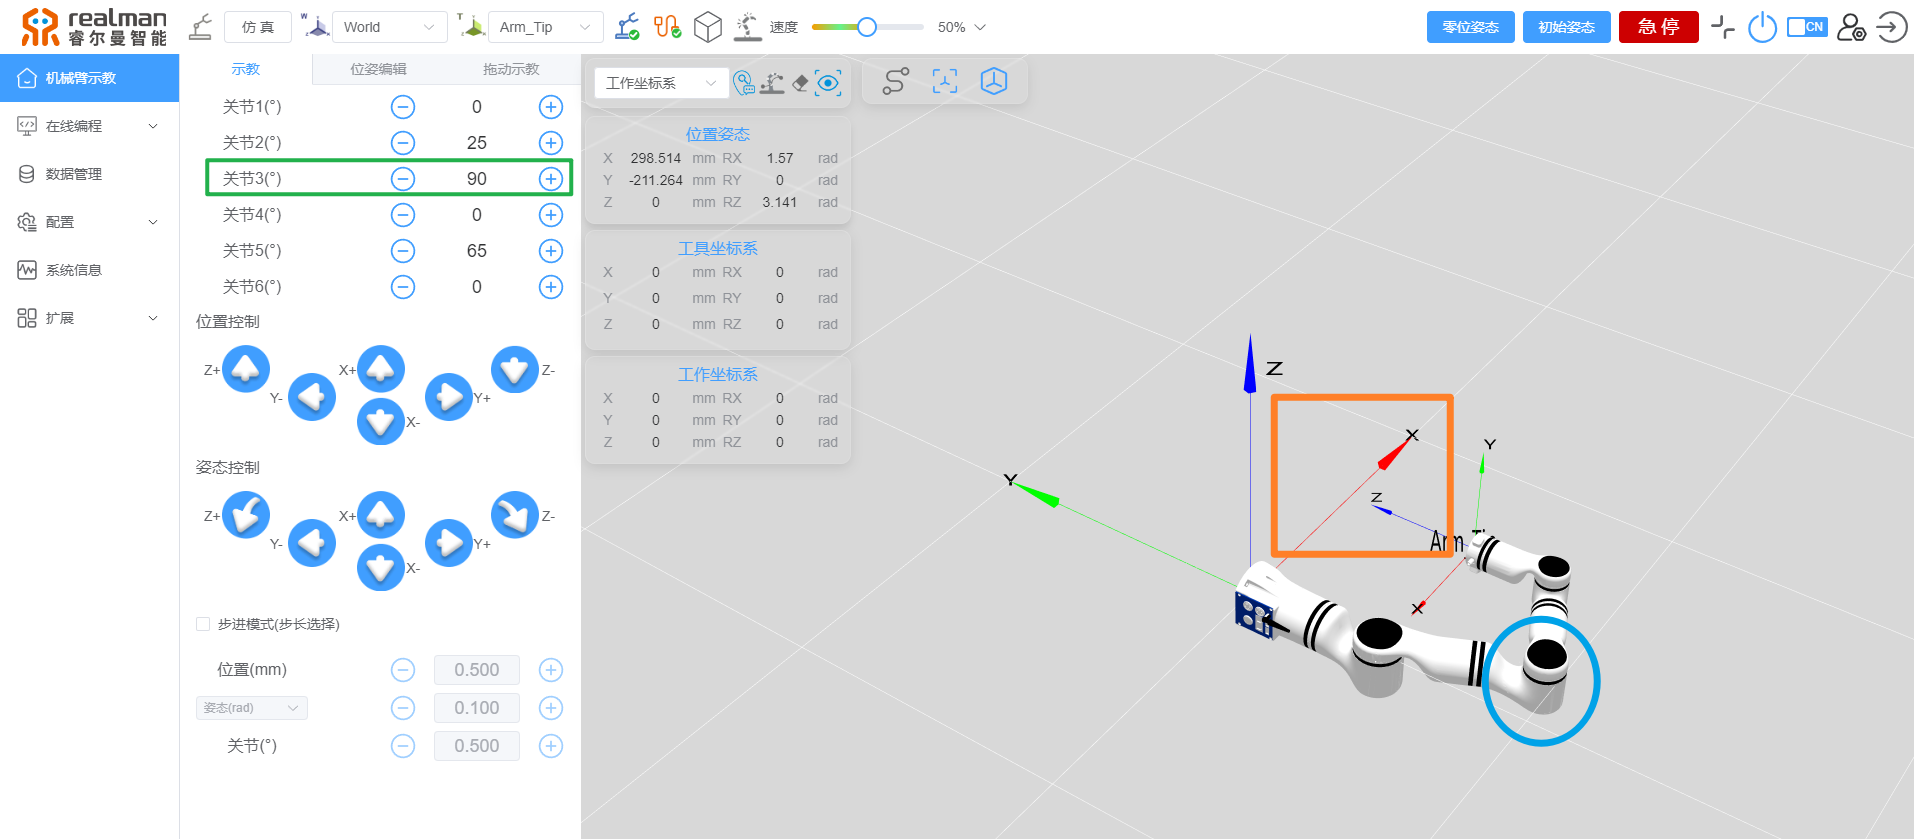 realman
睿尔曼智能
仿 真
W
World
T
Arm_Tip
速度
50%
零位姿态
初始姿态
急 停
CN
机械臂示教
在线编程
数据管理
配置
系统信息
扩展
示教
位姿编辑
拖动示教
关节1(°) 0
关节2(°) 25
关节3(°) 90
关节4(°) 0
关节5(°) 65
关节6(°) 0
位置控制
Z+ X+ Z-
Y- Y+
X-
姿态控制
Z+ X+ Z-
Y- Y+
X-
步进模式(步长选择)
位置(mm) 0.500
姿态(rad) 0.100
关节(°) 0.500
工作坐标系
位置姿态
X 298.514 mm RX 1.57 rad
Y -211.264 mm RY 0 rad
Z 0 mm RZ 3.141 rad
工具坐标系
X 0 mm RX 0 rad
Y 0 mm RY 0 rad
Z 0 mm RZ 0 rad
工作坐标系
X 0 mm RX 0 rad
Y 0 mm RY 0 rad
Z 0 mm RZ 0 rad
Z
X
Y
Y
Z
Arm
X